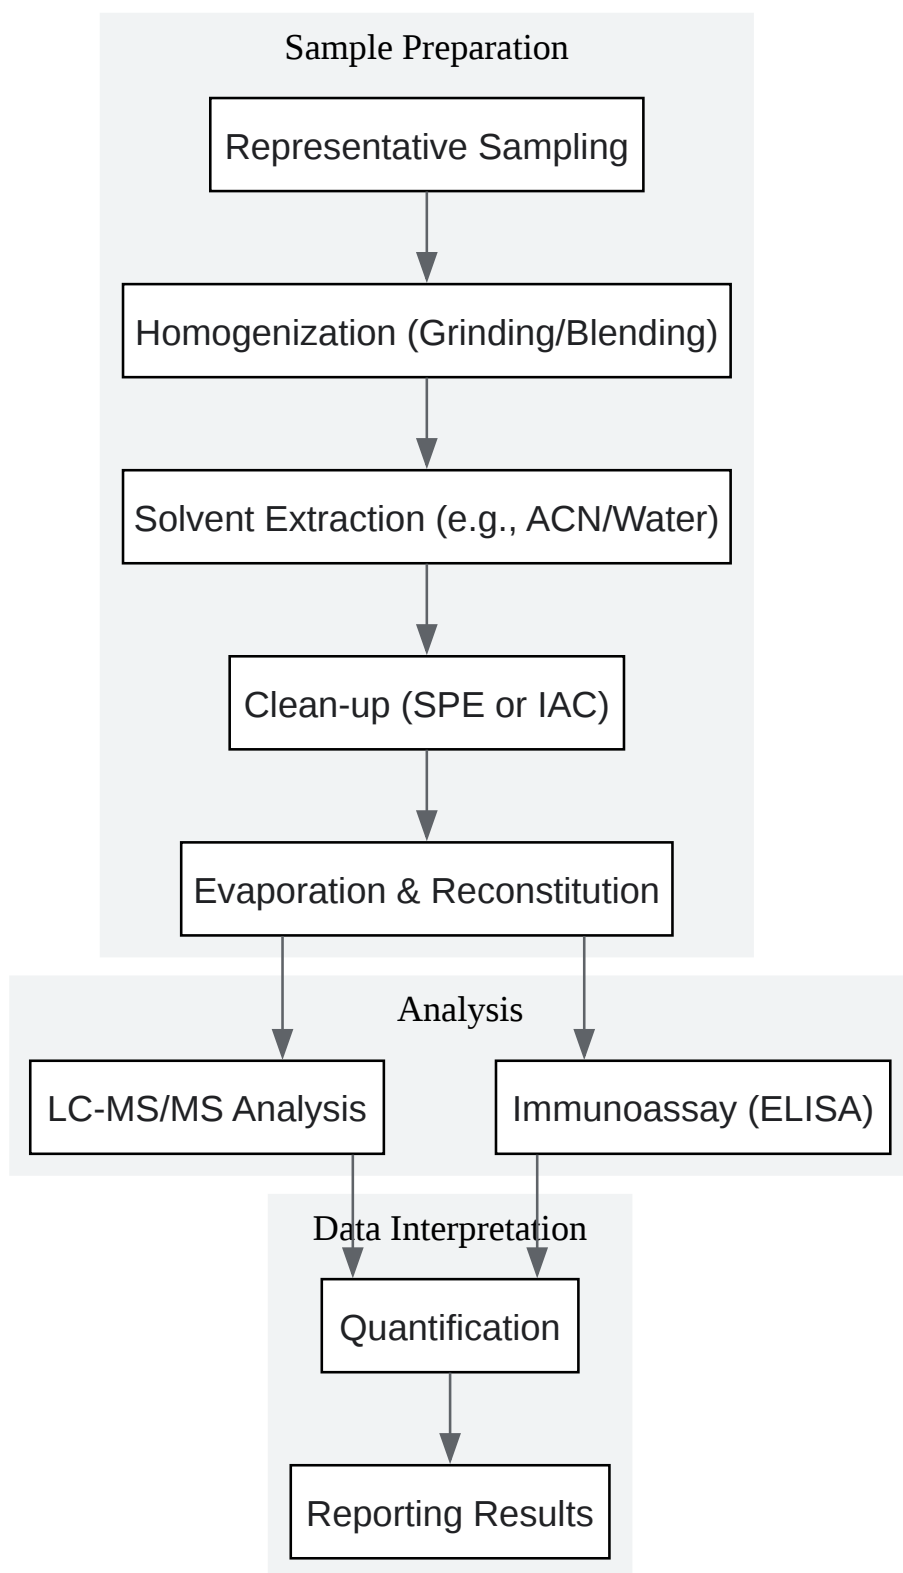 Sample Preparation
Representative Sampling
Homogenization (Grinding/Blending)
Solvent Extraction (e.g., ACN/Water)
Clean-up (SPE or IAC)
Evaporation & Reconstitution
Analysis
LC-MS/MS Analysis
Immunoassay (ELISA)
Data Interpretation
Quantification
Reporting Results